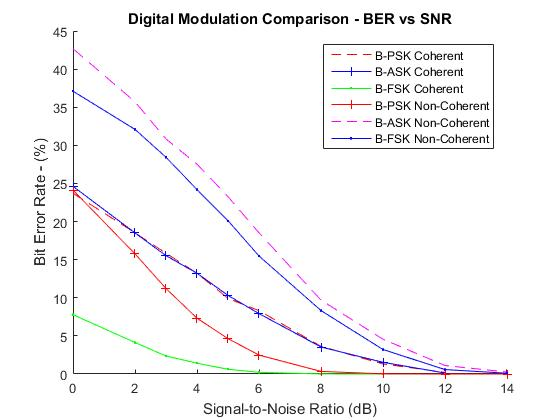 Digital Modulation Comparison - BER vs SNR
45
40
35
30
25
20
15
10
5
0
Bit Error Rate - (%)
B-PSK Coherent
B-ASK Coherent
B-FSK Coherent
B-PSK Non-Coherent
B-ASK Non-Coherent
B-FSK Non-Coherent
0 2 4 6 8 10 12 14
Signal-to-Noise Ratio (dB)